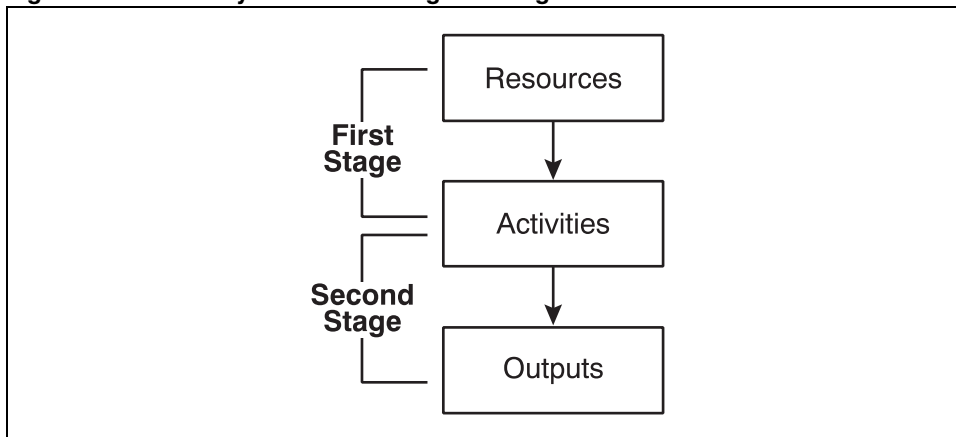 Resources
First
Stage
Activities
Second
Stage
Outputs